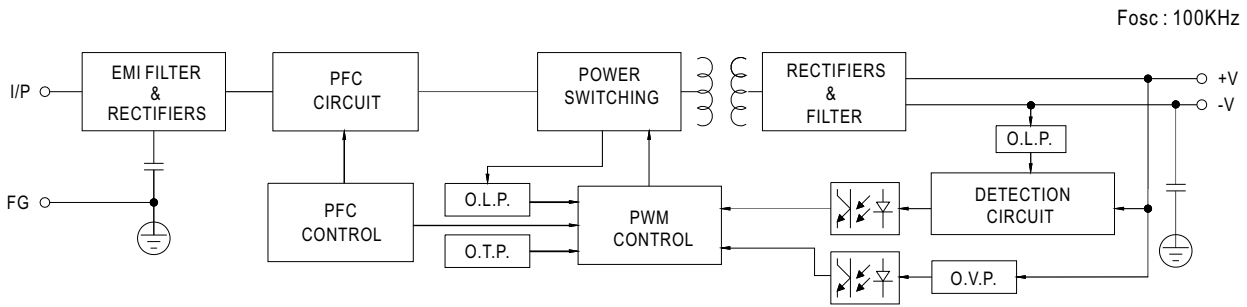 Fosc : 100KHz
I/P
EMI FILTER
&
RECTIFIERS
PFC
CIRCUIT
POWER
SWITCHING
RECTIFIERS
&
FILTER
+V
-V
O.L.P.
FG
PFC
CONTROL
O.L.P.
O.T.P.
PWM
CONTROL
DETECTION
CIRCUIT
O.V.P.